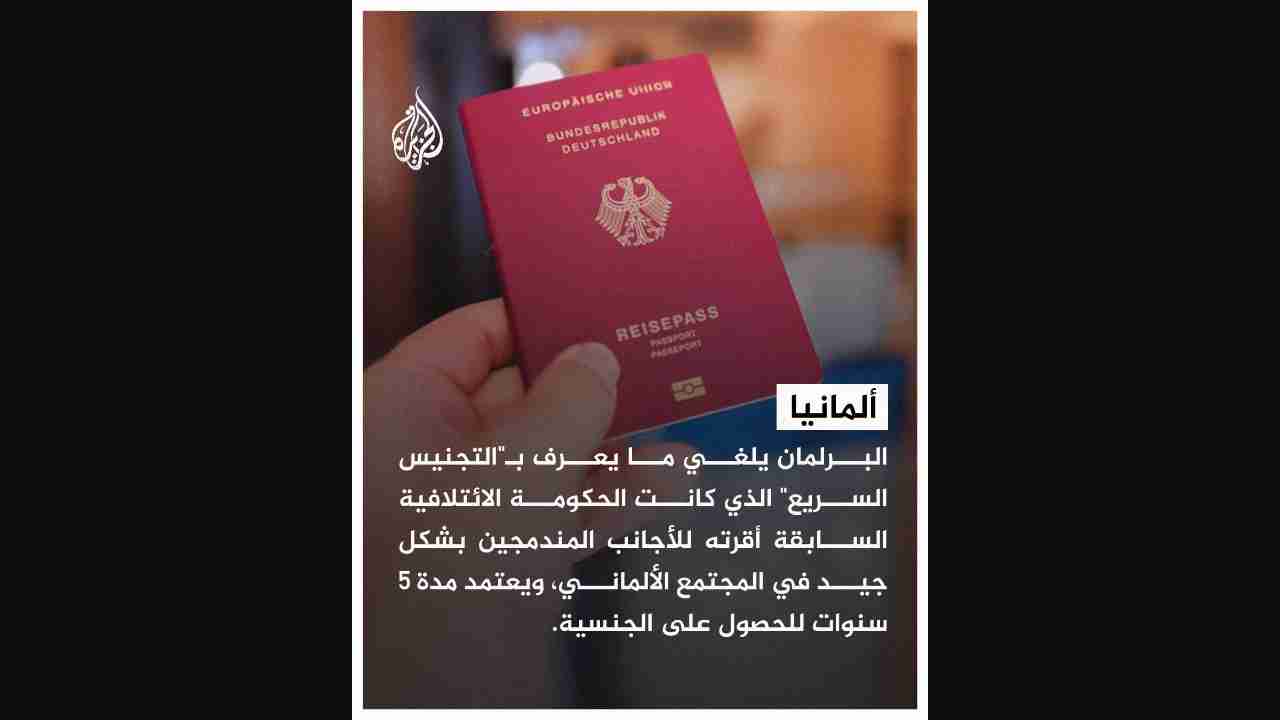 الجزيرة
EUROPÄISCHE UNION
BUNDESREPUBLIK
DEUTSCHLAND
REISEPASS
PASSPORT
PASSEPORT
ألمانيا
البرلمان يلغي ما يعرف بـ"التجنيس
السريع" الذي كانت الحكومة الائتلافية
السابقة أقرته للأجانب المندمجين بشكل
جيد في المجتمع الألماني، ويعتمد مدة 5
سنوات للحصول على الجنسية.